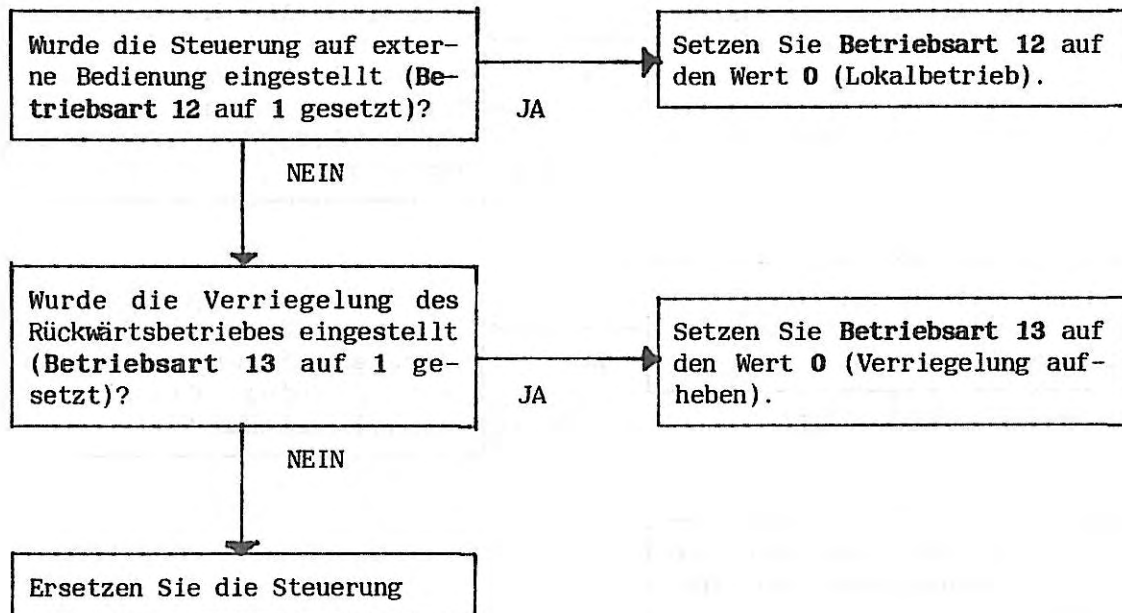 Wurde die Steuerung auf exter-
ne Bedienung eingestellt (Be-
triebsart 12 auf 1 gesetzt)?
JA
Setzen Sie Betriebsart 12 auf
den Wert 0 (Lokalbetrieb).
NEIN
Wurde die Verriegelung des
Rückwärtsbetriebes eingestellt
(Betriebsart 13 auf 1 ge-
setzt)?
JA
Setzen Sie Betriebsart 13 auf
den Wert 0 (Verriegelung auf-
heben).
NEIN
Ersetzen Sie die Steuerung